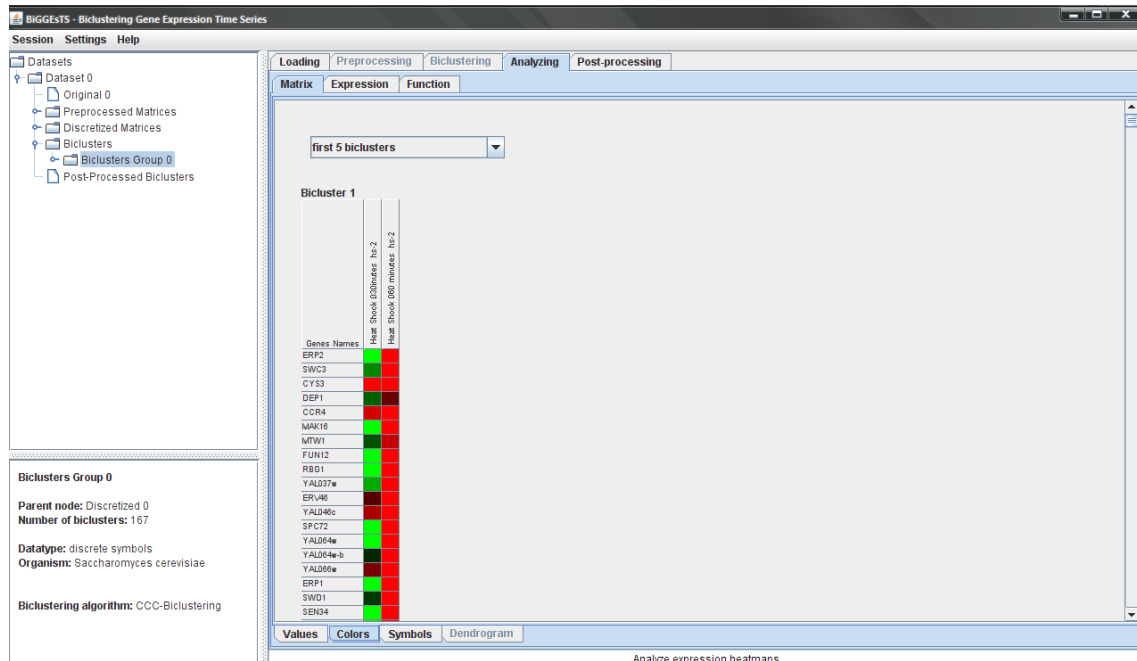 BiGGEsTS - Biclustering Gene Expression Time Series
Session Settings Help
Datasets
Dataset 0
Original 0
Preprocessed Matrices
Discretized Matrices
Biclusters
Biclusters Group 0
Post-Processed Biclusters
Biclusters Group 0
Parent node: Discretized 0
Number of biclusters: 167
Datatype: discrete symbols
Organism: Saccharomyces cerevisiae
Biclustering algorithm: CCC-Biclustering
Loading Preprocessing Biclustering Analyzing Post-processing
Matrix Expression Function
first 5 biclusters
Bicluster 1
Genes Names
Heat Shock 030inutes hs-2
Heat Shock 060 minutes hs-2
ERP2
SWC3
CYS3
DEP1
CCR4
MAK16
MTW1
FUN12
RBG1
YAL037w
ERV46
YAL046c
SPC72
YAL064w
YAL064w-b
YAL066w
ERP1
SWD1
SEN34
Values Colors Symbols Dendrogram
Analyze expression heatmaps